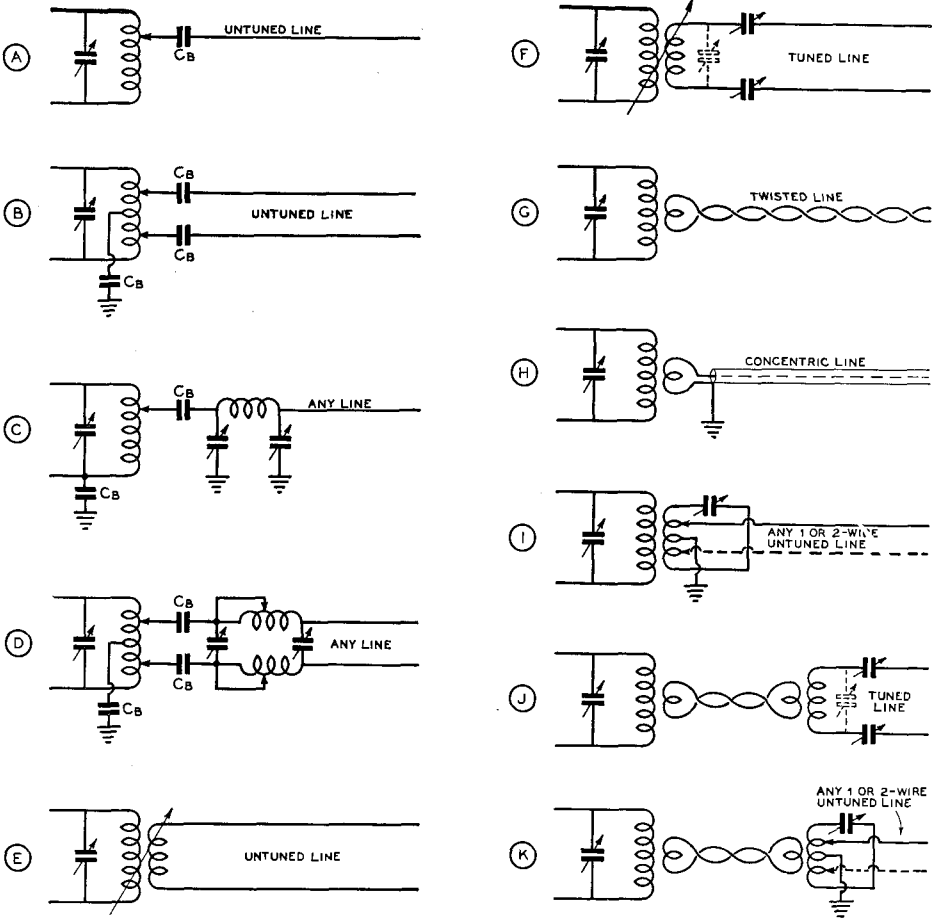 A
UNTUNED LINE
CB
B
CB
UNTUNED LINE
CB
CB
C
CB
ANY LINE
CB
D
CB
ANY LINE
CB
CB
E
UNTUNED LINE
F
TUNED LINE
G
TWISTED LINE
H
CONCENTRIC LINE
I
ANY 1 OR 2-WIRE
UNTUNED LINE
J
TUNED
LINE
K
ANY 1 OR 2-WIRE
UNTUNED LINE